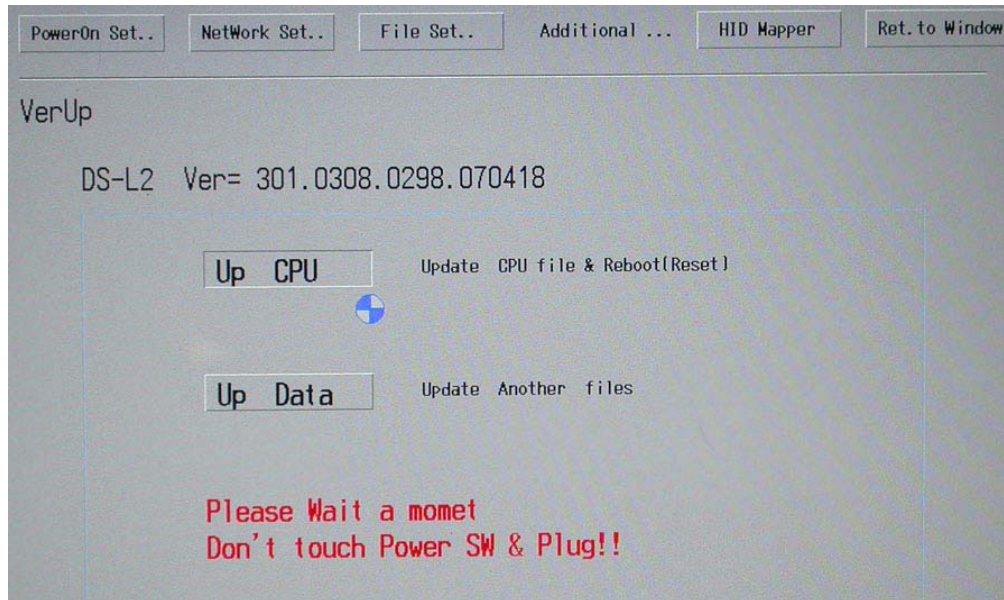 PowerOn Set.. NetWork Set.. File Set.. Additional ... HID Mapper Ret.to Window
VerUp
DS-L2 Ver= 301.0308.0298.070418
Up CPU Update CPU file & Reboot(Reset)
Up Data Update Another files
Please Wait a momet
Don't touch Power SW & Plug!!